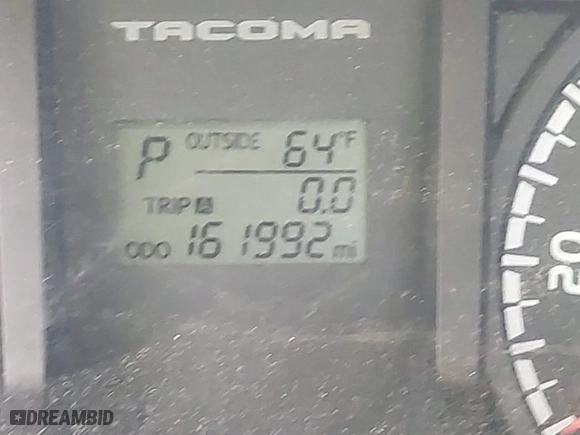 TACOMA
P OUTSIDE 64°F
TRIP A 0.0
ODO 161992 mi
20
DREAMBID